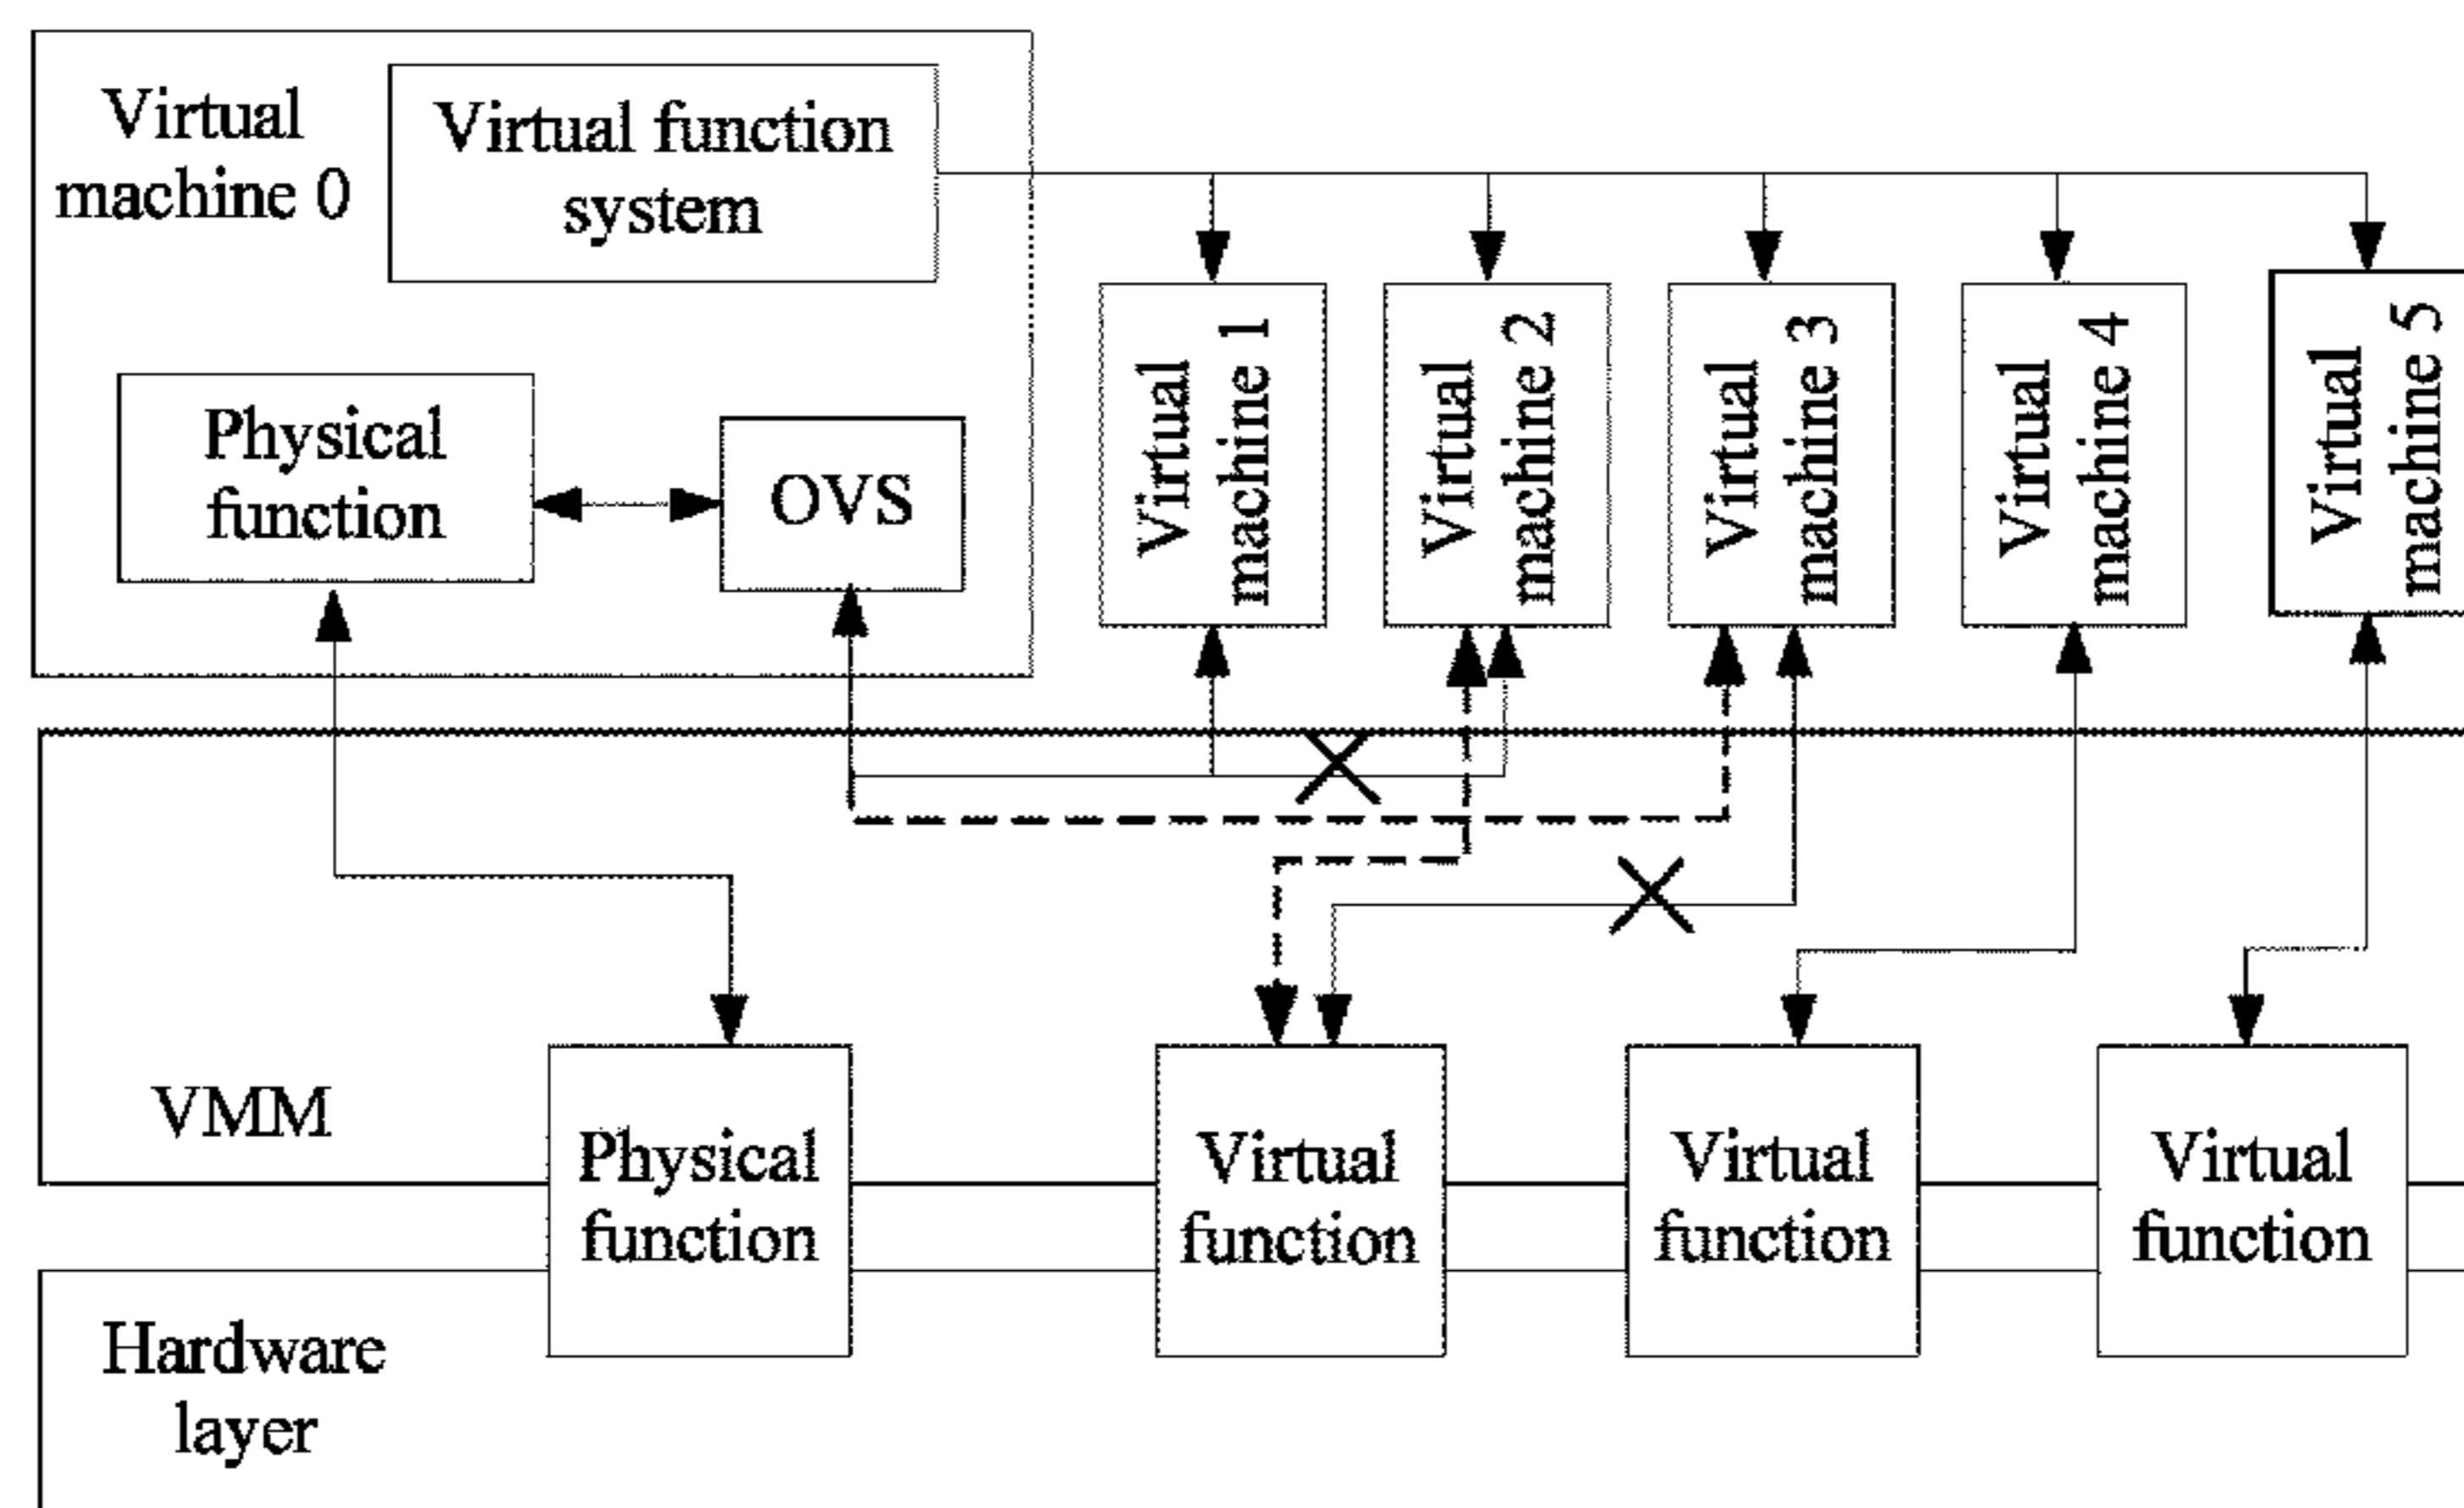 Virtual
machine 0
Virtual function
system
Physical
function
OVS
Virtual
machine 1
Virtual
machine 2
Virtual
machine 3
Virtual
machine 4
Virtual
machine 5
VMM
Physical
function
Virtual
function
Virtual
function
Virtual
function
Hardware
layer